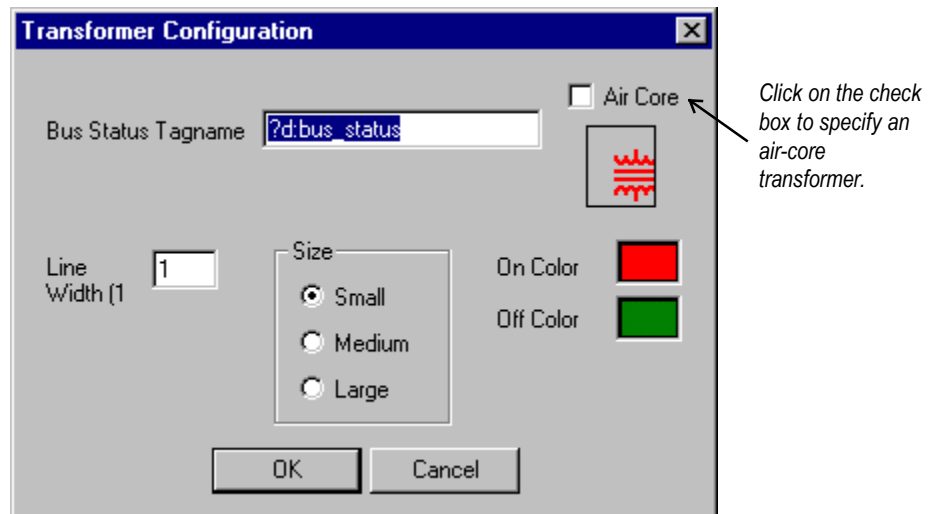 Transformer Configuration
Air Core
Bus Status Tagname
?d:bus_status
Click on the check
box to specify an
air-core
transformer.
Line
Width (1
1
Size
Small
Medium
Large
On Color
Off Color
OK
Cancel